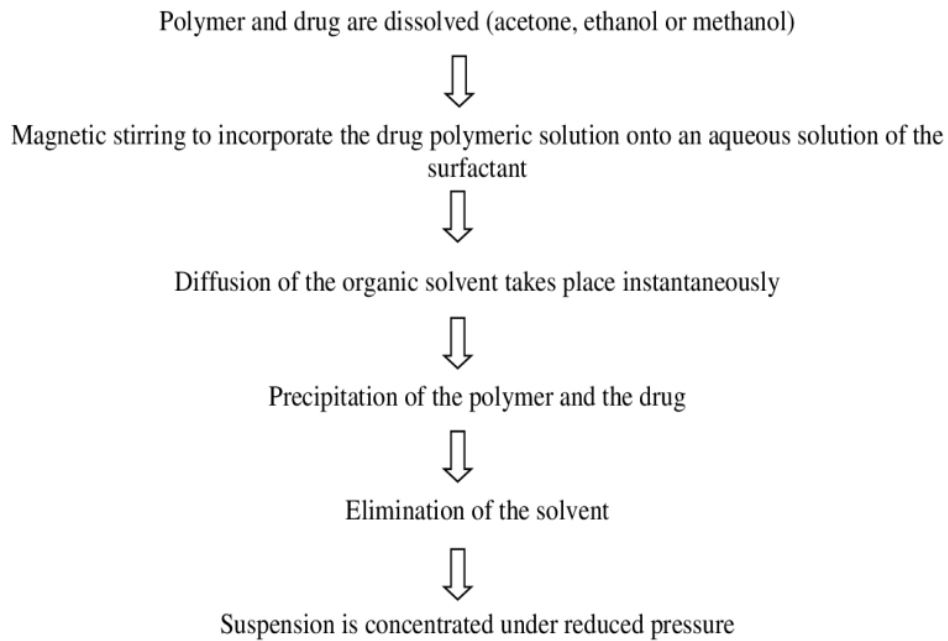 Polymer and drug are dissolved (acetone, ethanol or methanol)
Magnetic stirring to incorporate the drug polymeric solution onto an aqueous solution of the
surfactant
Diffusion of the organic solvent takes place instantaneously
Precipitation of the polymer and the drug
Elimination of the solvent
Suspension is concentrated under reduced pressure